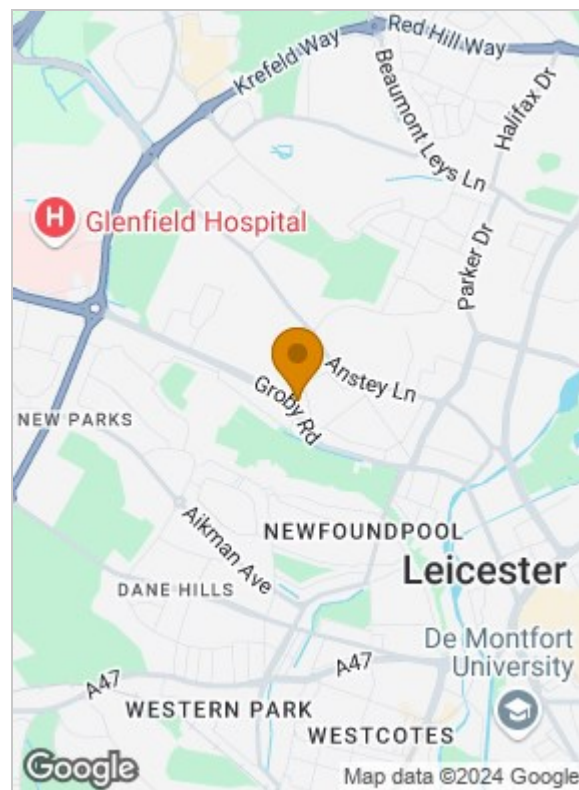 Red Hill Way
Krefeld Way
Halifax Dr
Beaumont Leys Ln
H
Glenfield Hospital
Parker Dr
Anstey Ln
Groby Rd
NEW PARKS
Aikman Ave
NEWFOUNDPOOL
Leicester
DANE HILLS
De Montfort
University
A47
A47
WESTERN PARK
WESTCOTES
Google
Map data ©2024 Google